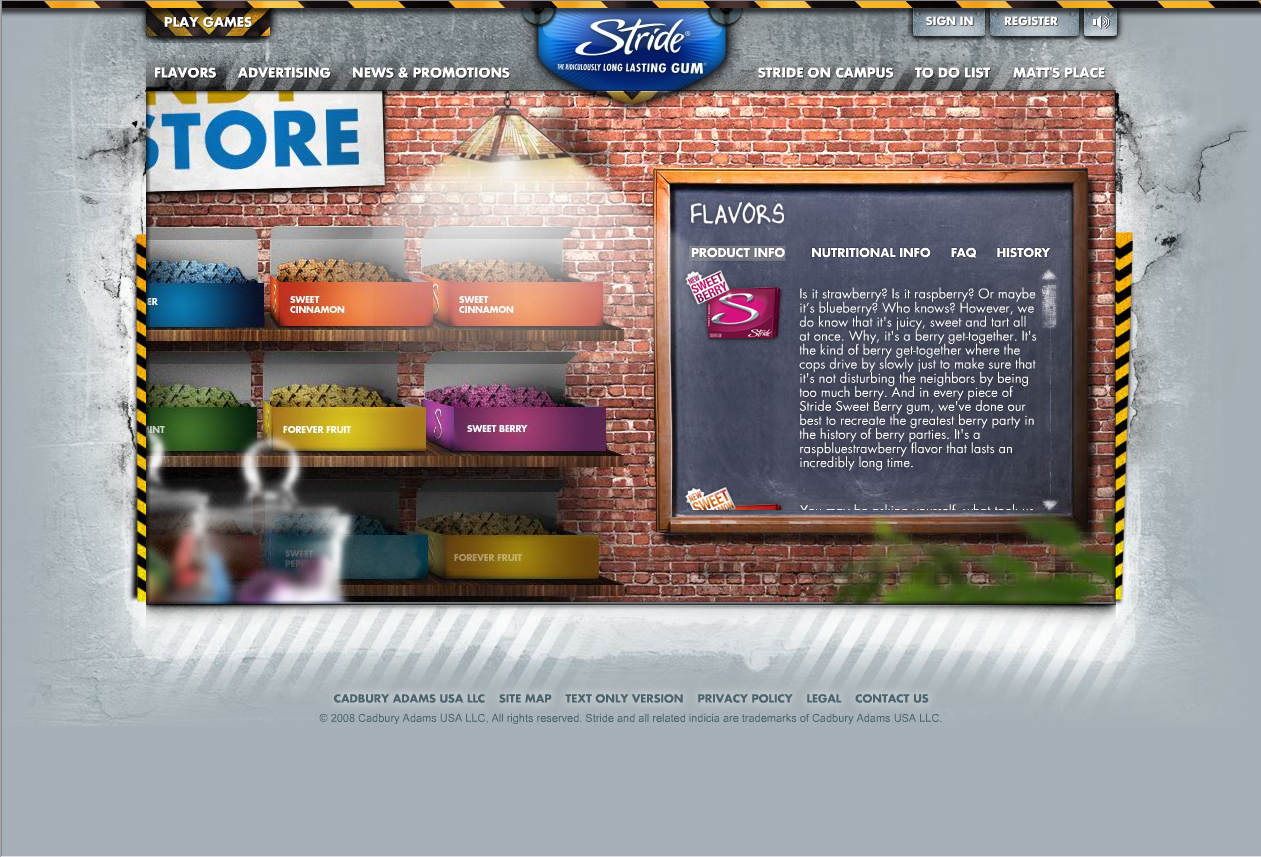 PLAY GAMES
Stride®
THE RIDICULOUSLY LONG LASTING GUM
SIGN IN
REGISTER
FLAVORS
ADVERTISING
NEWS & PROMOTIONS
STRIDE ON CAMPUS
TO DO LIST
MATT'S PLACE
STORE
FLAVORS
PRODUCT INFO
NUTRITIONAL INFO
FAQ
HISTORY
NEW
SWEET
BERRY
S
Stride
Is it strawberry? Is it raspberry? Or maybe
it's blueberry? Who knows? However, we
do know that it's juicy, sweet and tart all
at once. Why, it's a berry get-together. It's
the kind of berry get-together where the
cops drive by slowly just to make sure that
it's not disturbing the neighbors by being
too much berry. And in every piece of
Stride Sweet Berry gum, we've done our
best to recreate the greatest berry party in
the history of berry parties. It's a
raspbluestrawberry flavor that lasts an
incredibly long time.
NEW
SWEET
You may be asking yourself, what took us
ER
SWEET
CINNAMON
SWEET
CINNAMON
INT
FOREVER FRUIT
SWEET BERRY
SWEET
FOREVER FRUIT
CADBURY ADAMS USA LLC
SITE MAP
TEXT ONLY VERSION
PRIVACY POLICY
LEGAL
CONTACT US
© 2008 Cadbury Adams USA LLC, All rights reserved. Stride and all related indicia are trademarks of Cadbury Adams USA LLC.